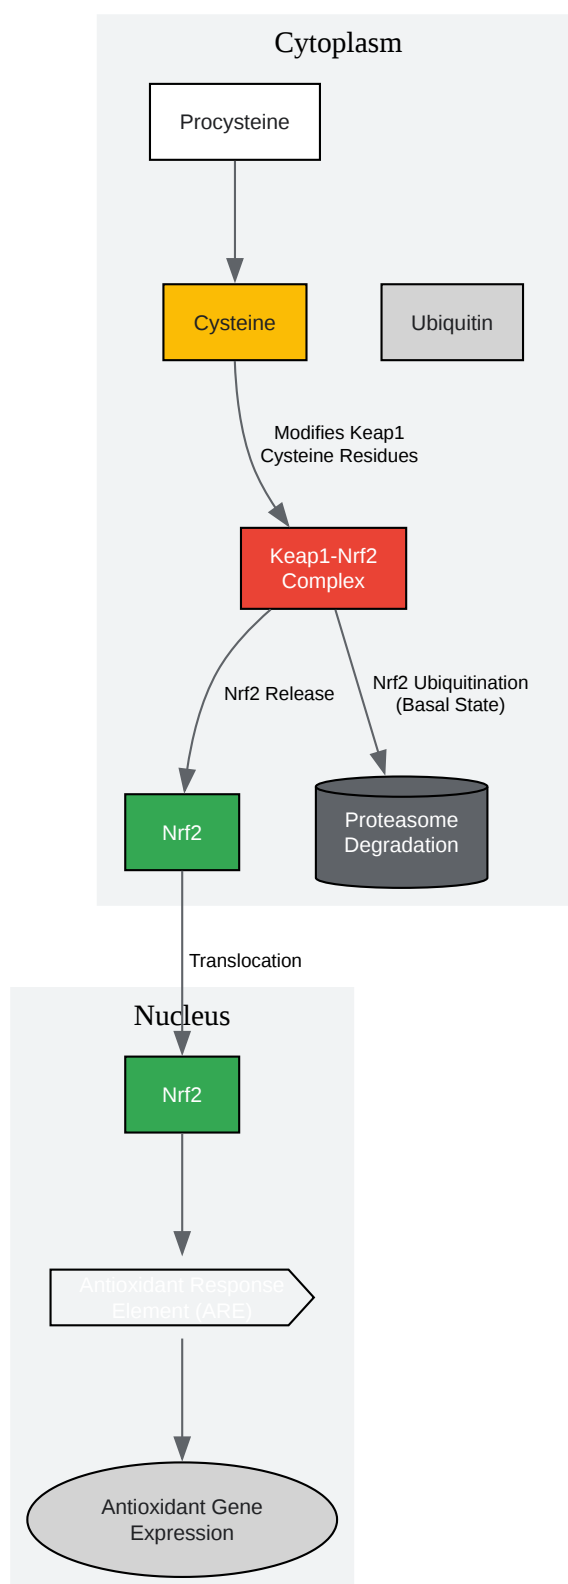 Cytoplasm
Procysteine
Cysteine
Ubiquitin
Modifies Keap1
Cysteine Residues
Keap1-Nrf2
Complex
Nrf2 Release
Nrf2 Ubiquitination
(Basal State)
Nrf2
Proteasome
Degradation
Translocation
Nucleus
Nrf2
Antioxidant Response
Element (ARE)
Antioxidant Gene
Expression